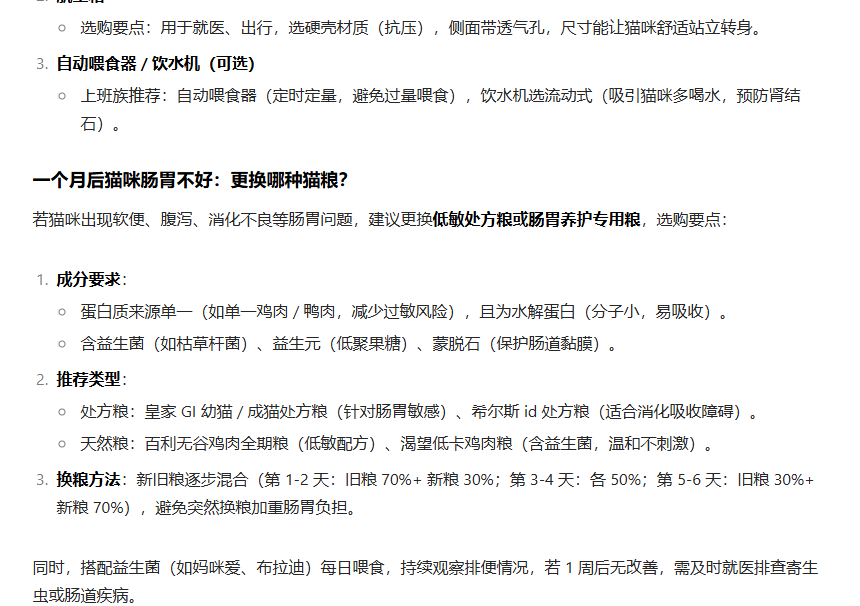 选购要点：用于就医、出行，选硬壳材质（抗压），侧面带透气孔，尺寸能让猫咪舒适站立转身。
3. 自动喂食器 / 饮水机（可选）
上班族推荐：自动喂食器（定时定量，避免过量喂食），饮水机选流动式（吸引猫咪多喝水，预防肾结
石）。
一个月后猫咪肠胃不好：更换哪种猫粮？
若猫咪出现软便、腹泻、消化不良等肠胃问题，建议更换低敏处方粮或肠胃养护专用粮，选购要点：
1. 成分要求：
蛋白质来源单一（如单一鸡肉 / 鸭肉，减少过敏风险），且为水解蛋白（分子小，易吸收）。
含益生菌（如枯草杆菌）、益生元（低聚果糖）、蒙脱石（保护肠道黏膜）。
2. 推荐类型：
处方粮：皇家 GI 幼猫 / 成猫处方粮（针对肠胃敏感）、希尔斯 id 处方粮（适合消化吸收障碍）。
天然粮：百利无谷鸡肉全期粮（低敏配方）、渴望低卡鸡肉粮（含益生菌，温和不刺激）。
3. 换粮方法：新旧粮逐步混合（第 1-2 天：旧粮 70%+ 新粮 30%；第 3-4 天：各 50%；第 5-6 天：旧粮 30%+
新粮 70%），避免突然换粮加重肠胃负担。
同时，搭配益生菌（如妈咪爱、布拉迪）每日喂食，持续观察排便情况，若 1 周后无改善，需及时就医排查寄生
虫或肠道疾病。